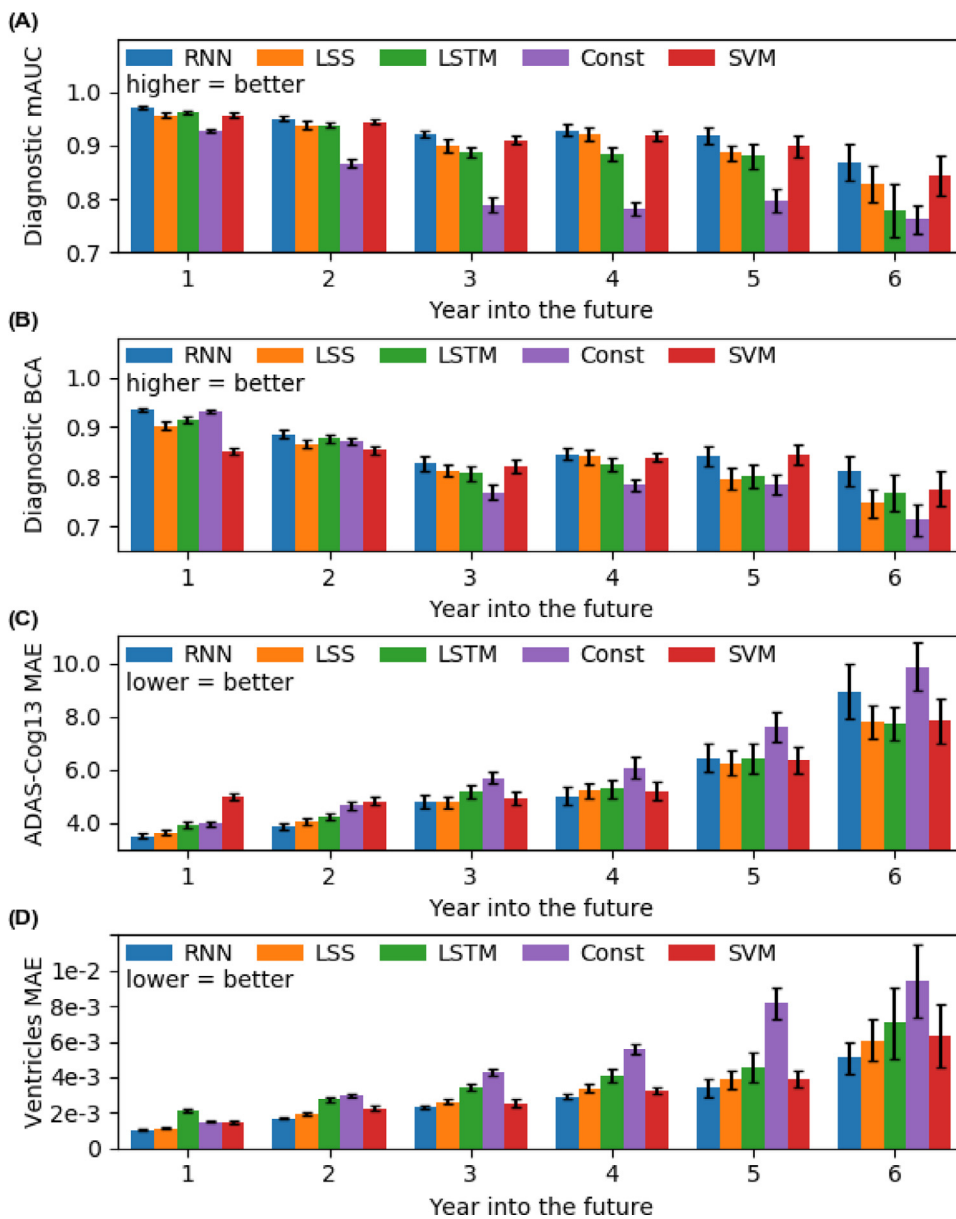 (A)
RNN LSS LSTM Const SVM
higher = better
Diagnostic mAUC
1.0
0.9
0.8
0.7
1 2 3 4 5 6
Year into the future
(B)
RNN LSS LSTM Const SVM
higher = better
Diagnostic BCA
1.0
0.9
0.8
0.7
1 2 3 4 5 6
Year into the future
(C)
RNN LSS LSTM Const SVM
lower = better
ADAS-Cog13 MAE
10.0
8.0
6.0
4.0
1 2 3 4 5 6
Year into the future
(D)
RNN LSS LSTM Const SVM
lower = better
Ventricles MAE
1e-2
8e-3
6e-3
4e-3
2e-3
0
1 2 3 4 5 6
Year into the future